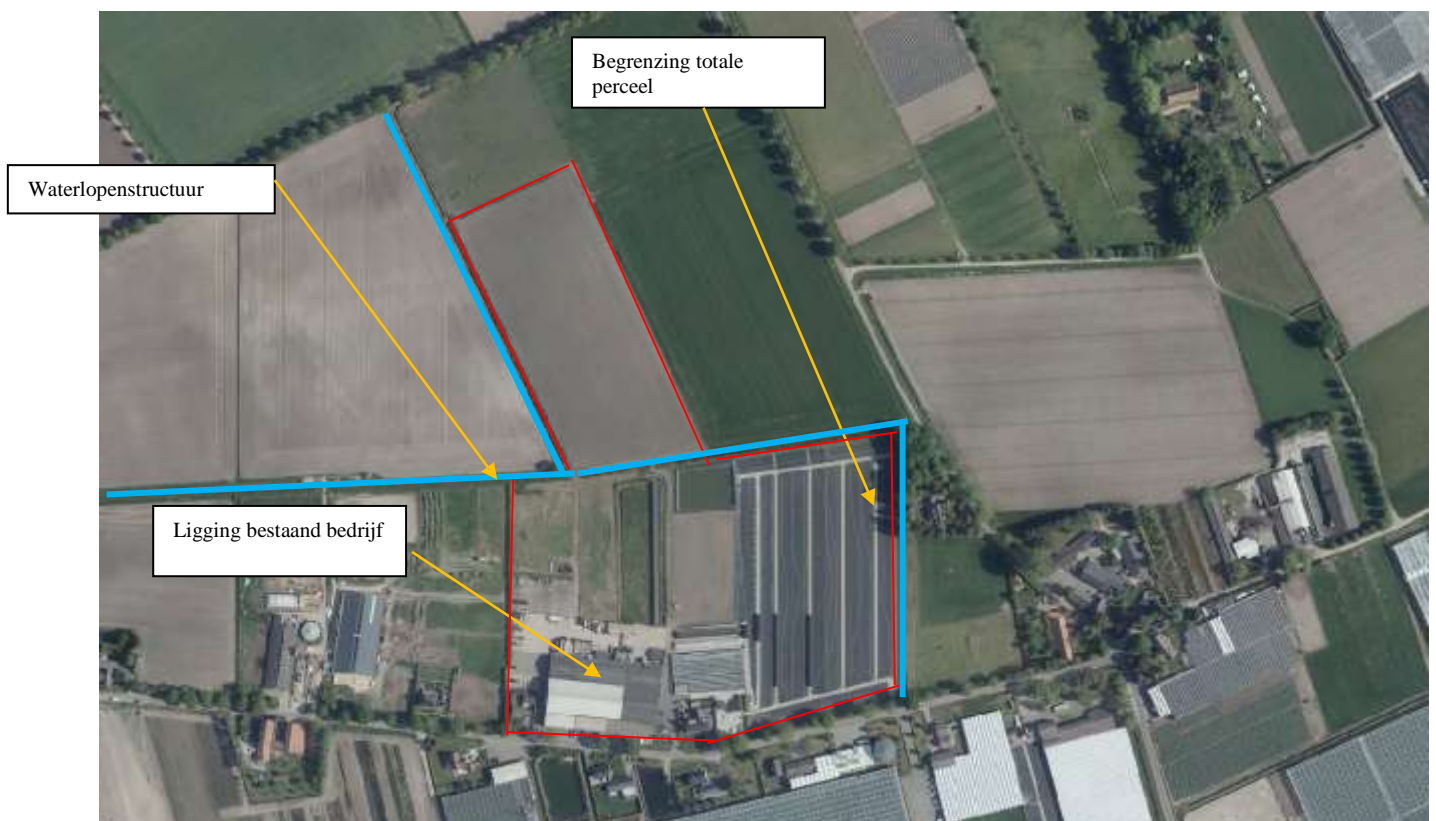 Begrenzing totale
perceel
Waterlopenstructuur
Ligging bestaand bedrijf